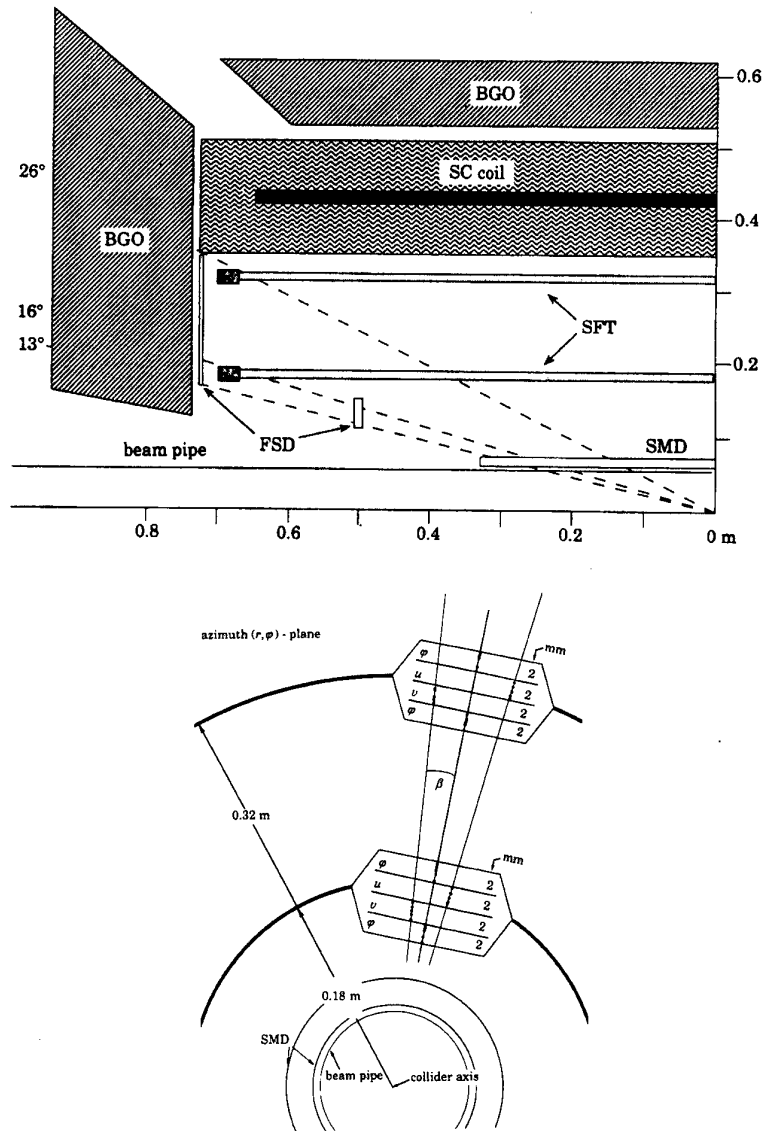 BGO
0.6
SC coil
26°
BGO
0.4
16°
SFT
13°
0.2
FSD
SMD
beam pipe
0.8
0.6
0.4
0.2
0 m
azimuth (r, φ) - plane
mm
φ
u
υ
φ
2
2
2
2
β
0.32 m
mm
φ
u
υ
φ
2
2
2
2
0.18 m
SMD
beam pipe
collider axis